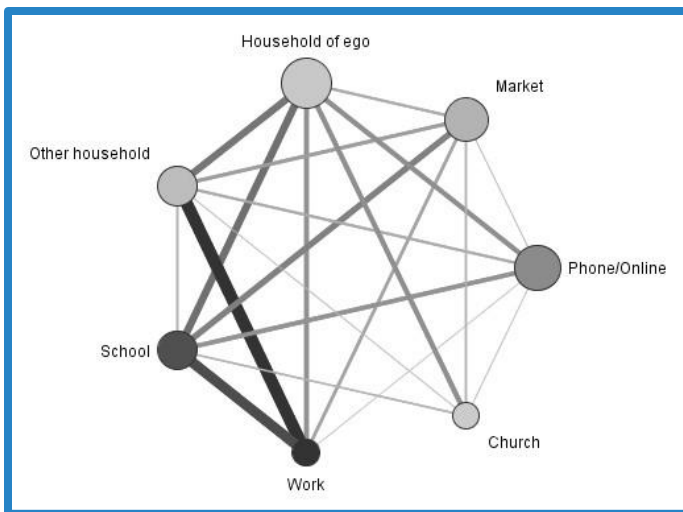 Household of ego
Market
Other household
Phone/Online
School
Church
Work